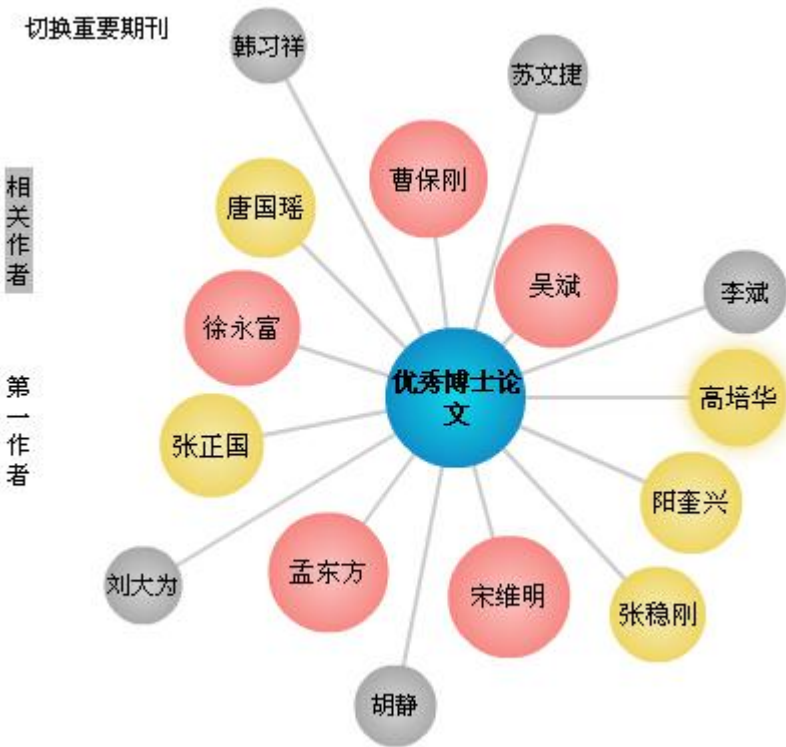 切换重要期刊
韩习祥
苏文捷
曹保刚
相关作者
唐国瑶
吴斌
李斌
徐永富
优秀博士论
文
高培华
第一作者
张正国
阳奎兴
孟东方
刘大为
宋维明
张稳刚
胡静